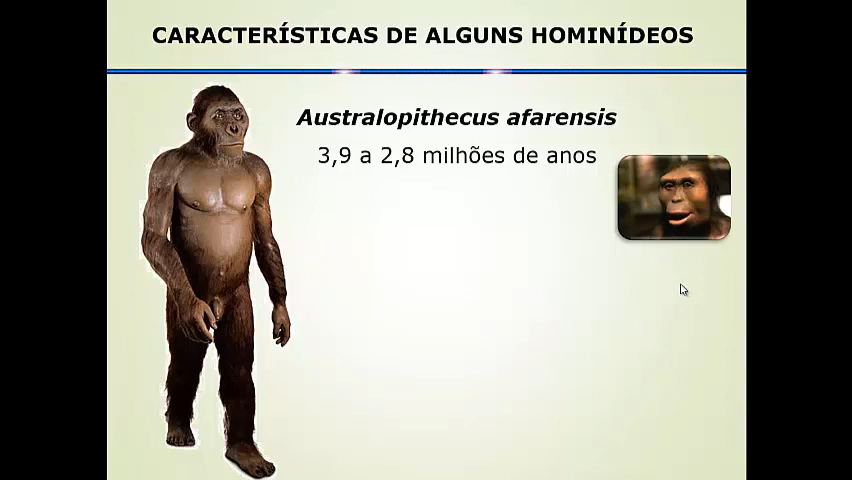 CARACTERÍSTICAS DE ALGUNS HOMINÍDEOS
Australopithecus afarensis
3,9 a 2,8 milhões de anos